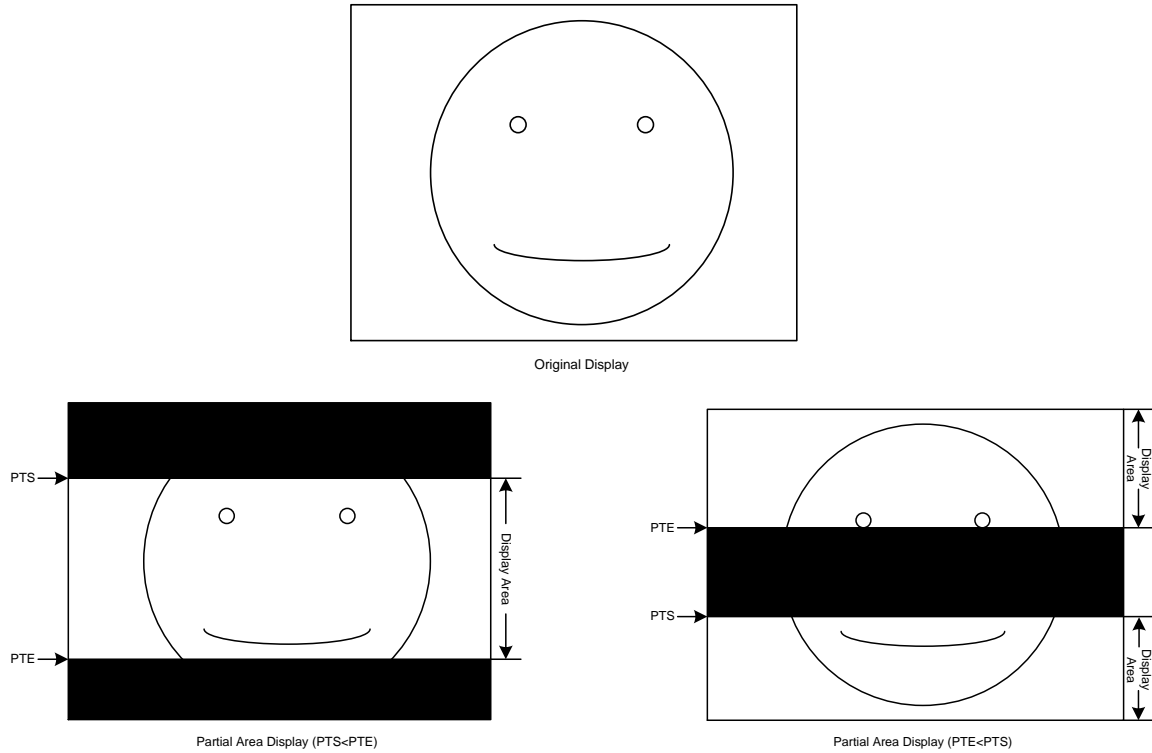 Original Display
PTS
PTE
Display Area
Partial Area Display (PTS<PTE)
Display
Area
PTE
PTS
Display
Area
Partial Area Display (PTE<PTS)